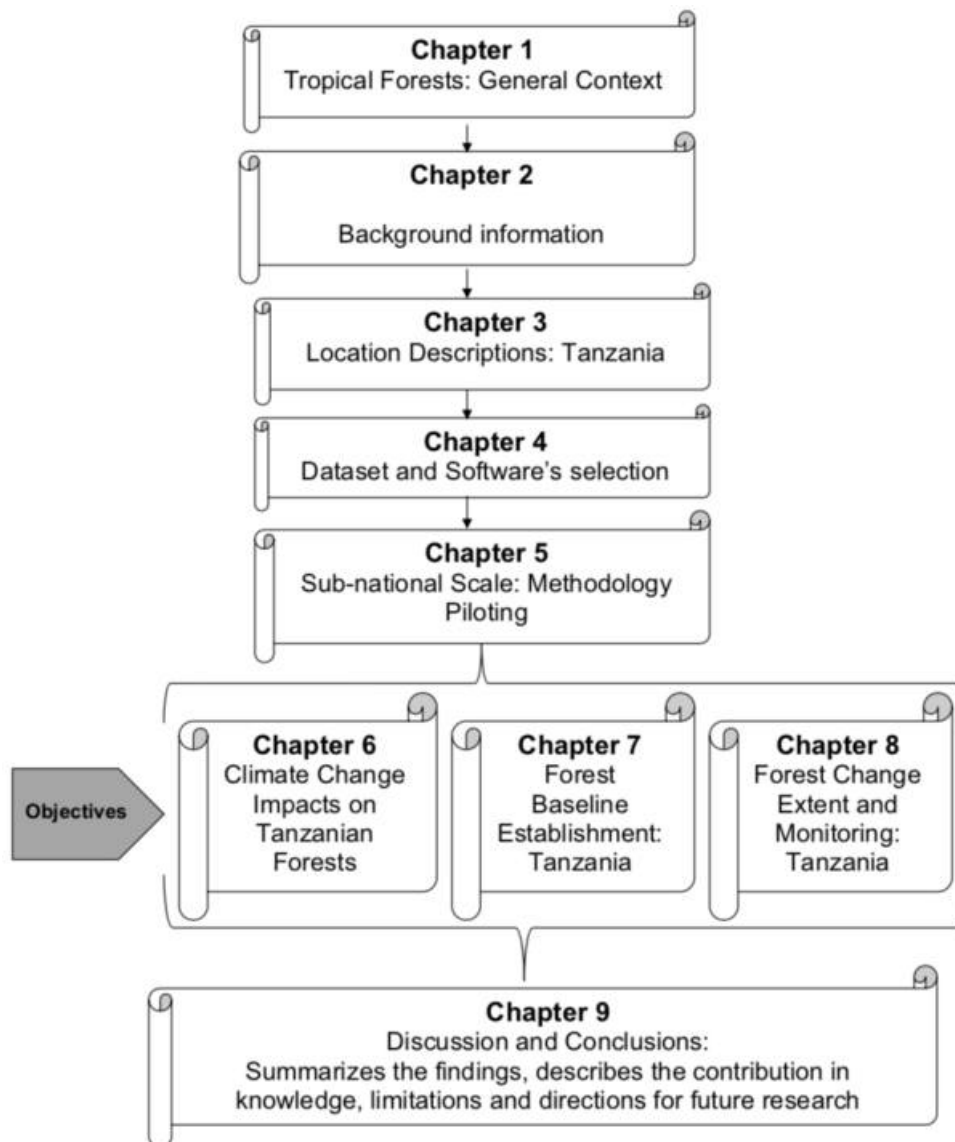 Chapter 1
Tropical Forests: General Context
Chapter 2
Background information
Chapter 3
Location Descriptions: Tanzania
Chapter 4
Dataset and Software's selection
Chapter 5
Sub-national Scale: Methodology
Piloting
Objectives
Chapter 6
Climate Change
Impacts on
Tanzanian
Forests
Chapter 7
Forest
Baseline
Establishment:
Tanzania
Chapter 8
Forest Change
Extent and
Monitoring:
Tanzania
Chapter 9
Discussion and Conclusions:
Summarizes the findings, describes the contribution in
knowledge, limitations and directions for future research